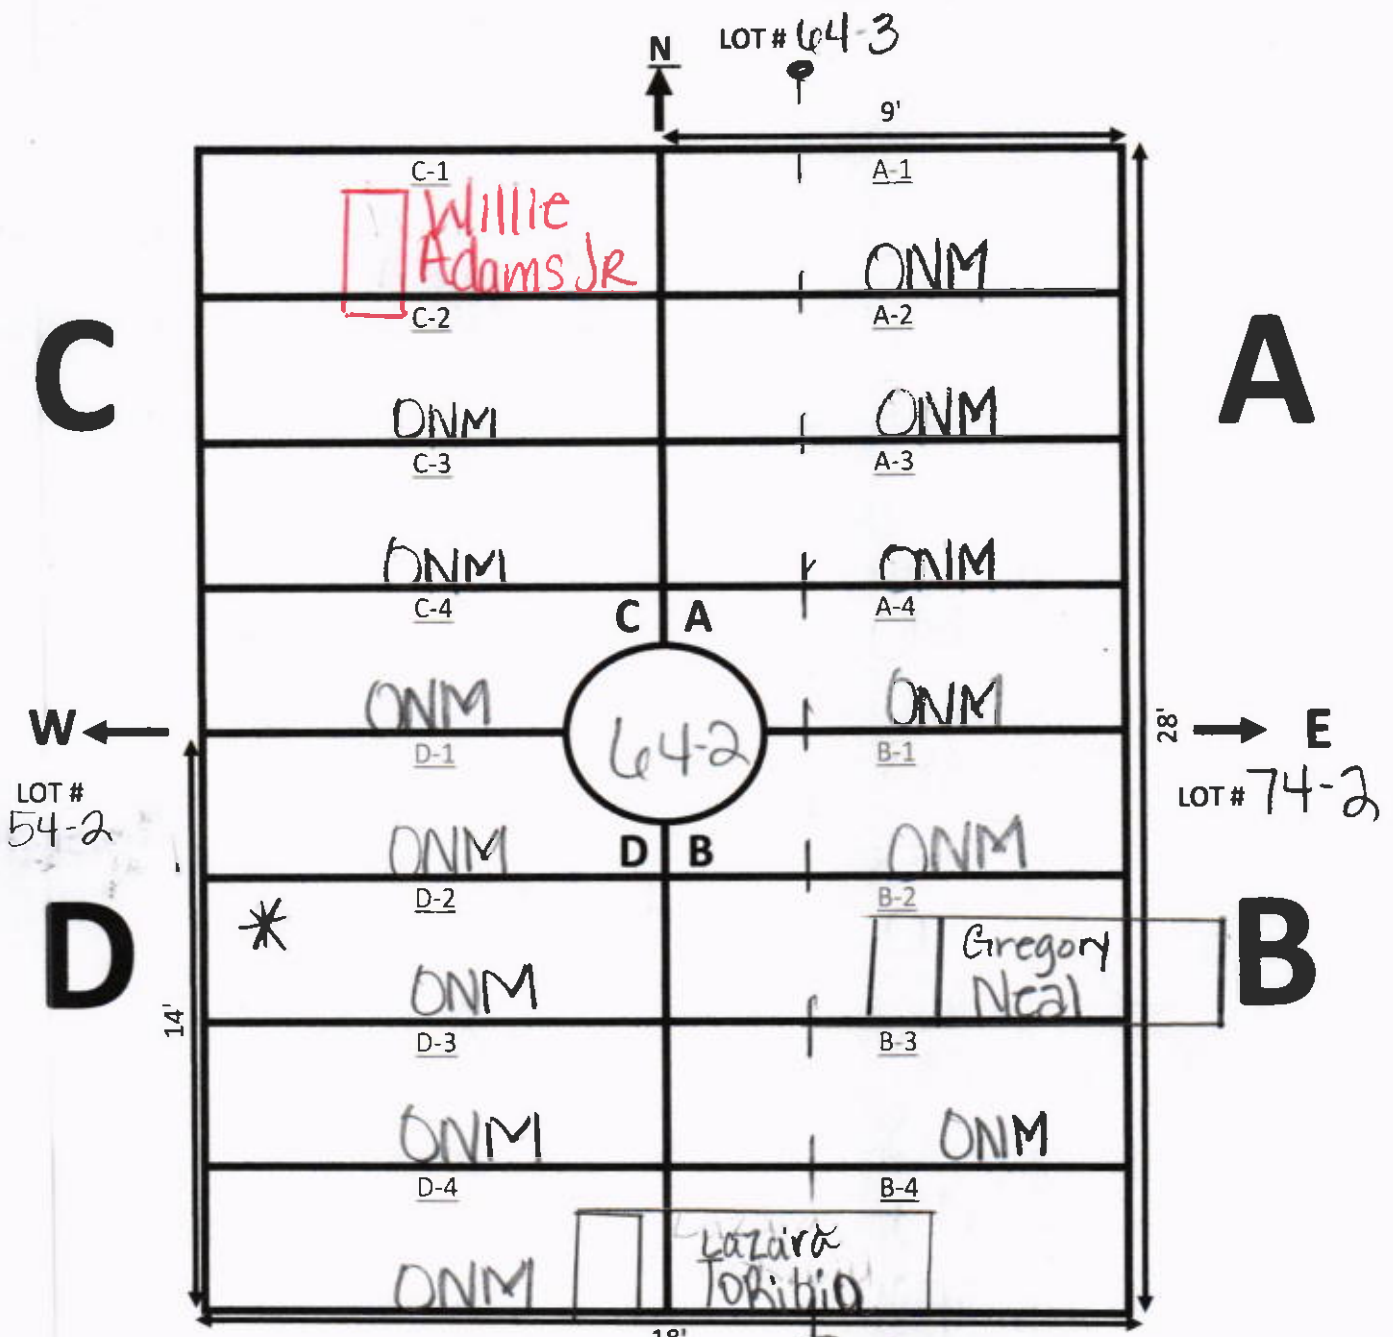 LOT # 64-3
N
9'
C-1
A-1
Willie
Adams JR
ONM
C-2
A-2
C
A
ONM
ONM
C-3
A-3
ONM
ONM
C-4
A-4
C A
ONM
ONM
W
28'
E
64-2
D-1
B-1
LOT #
54-2
LOT # 74-2
ONM
D B
ONM
D-2
B-2
D
B
*
Gregory
Neal
ONM
14'
D-3
B-3
ONM
ONM
D-4
B-4
Lazara
ONM
18'